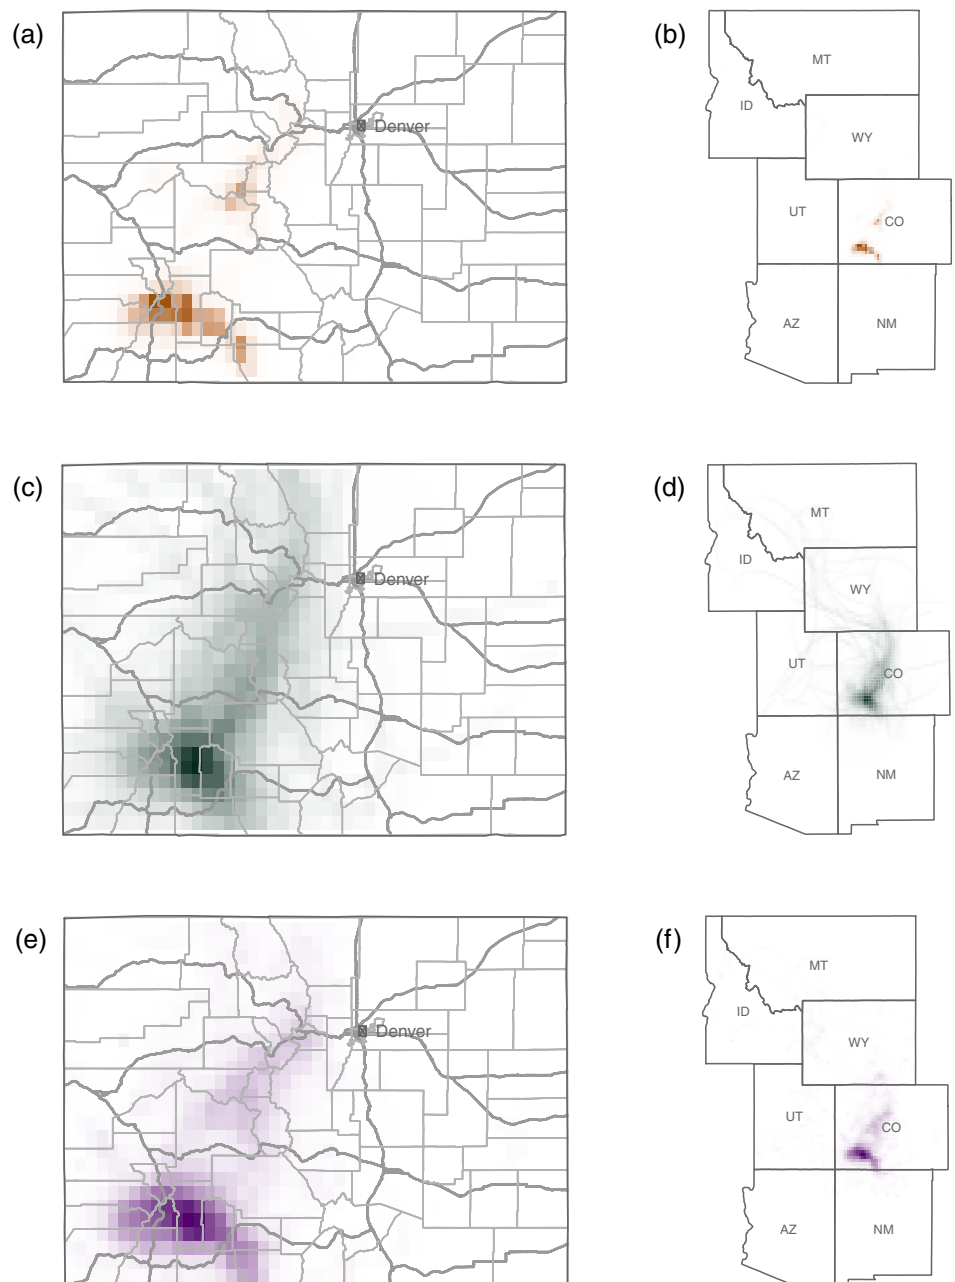 (a)
Denver
(b)
MT
ID
WY
UT
CO
AZ
NM
(c)
Denver
(d)
MT
ID
WY
UT
CO
AZ
NM
(e)
Denver
(f)
MT
ID
WY
UT
CO
AZ
NM